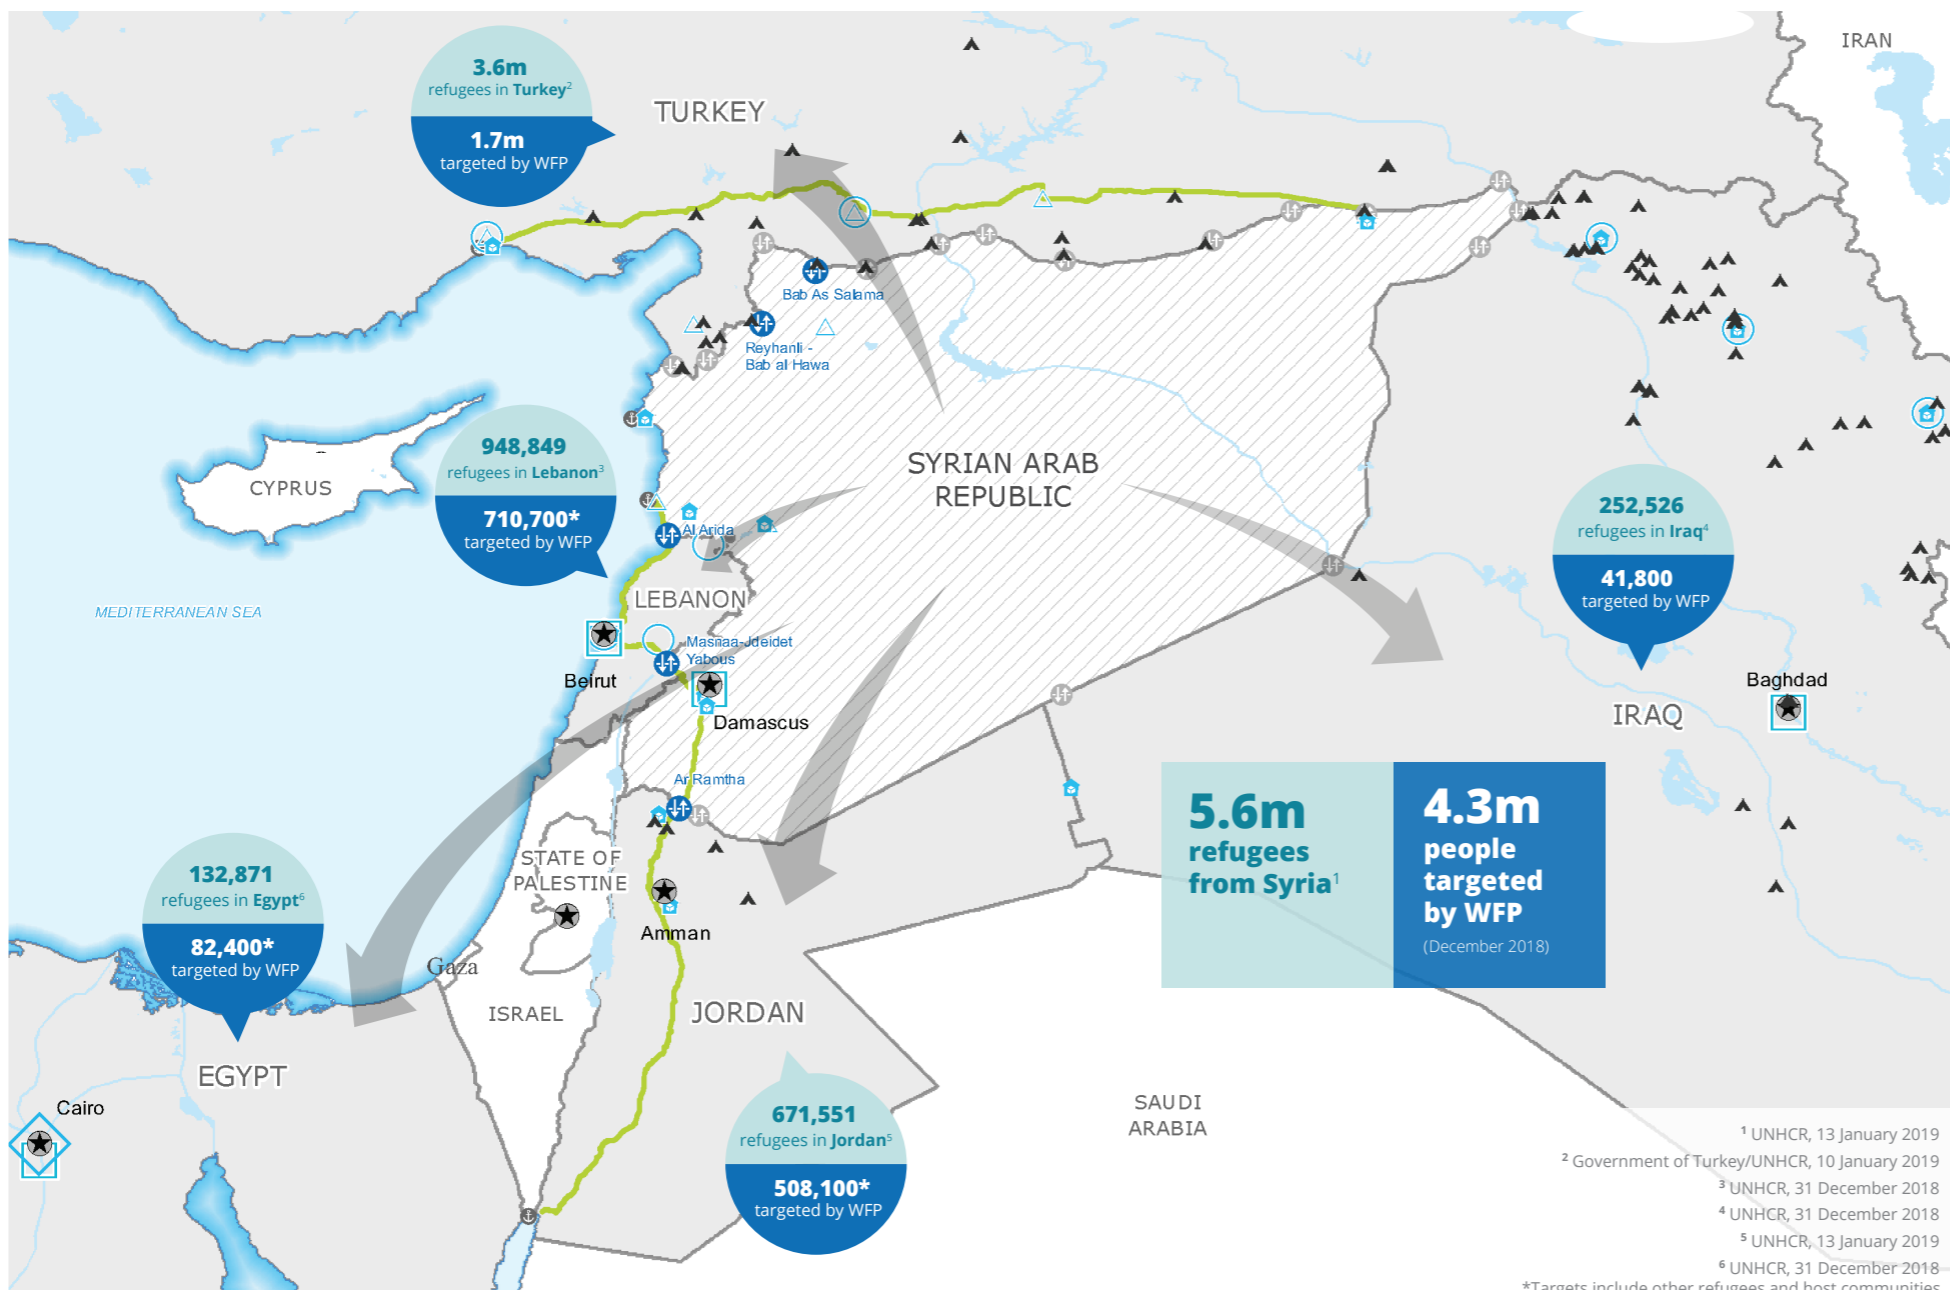 IRAN
3.6m
refugees in Turkey²
1.7m
targeted by WFP
TURKEY
Bab As Salama
Reyhanli -
Bab al Hawa
948,849
refugees in Lebanon³
710,700*
targeted by WFP
CYPRUS
SYRIAN ARAB
REPUBLIC
Al Arida
252,526
refugees in Iraq⁴
41,800
targeted by WFP
MEDITERRANEAN SEA
LEBANON
Masnaa-Jdeidet
Yabous
Beirut
Damascus
Baghdad
IRAQ
Ar Ramtha
5.6m
refugees
from Syria¹
4.3m
people
targeted
by WFP
(December 2018)
STATE OF
PALESTINE
132,871
refugees in Egypt⁶
82,400*
targeted by WFP
Amman
Gaza
ISRAEL
JORDAN
EGYPT
Cairo
671,551
refugees in Jordan⁵
508,100*
targeted by WFP
SAUDI
ARABIA
¹ UNHCR, 13 January 2019
² Government of Turkey/UNHCR, 10 January 2019
³ UNHCR, 31 December 2018
⁴ UNHCR, 31 December 2018
⁵ UNHCR, 13 January 2019
⁶ UNHCR, 31 December 2018
*Targets include other refugees and host communities